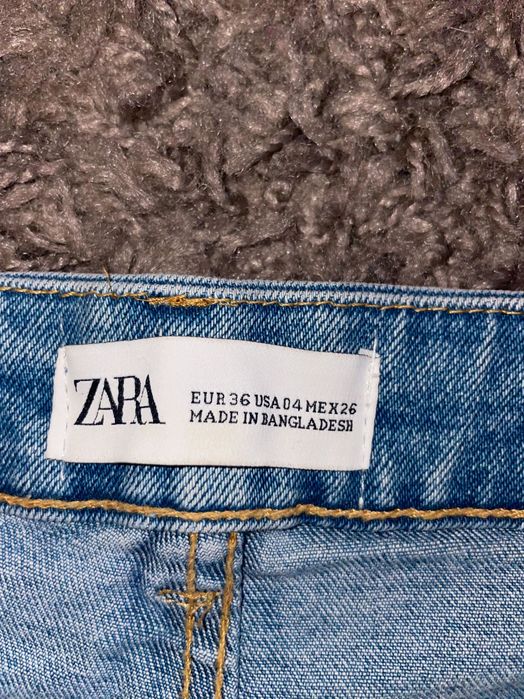 ZARA
EUR 36 USA 04 MEX 26
MADE IN BANGLADESH